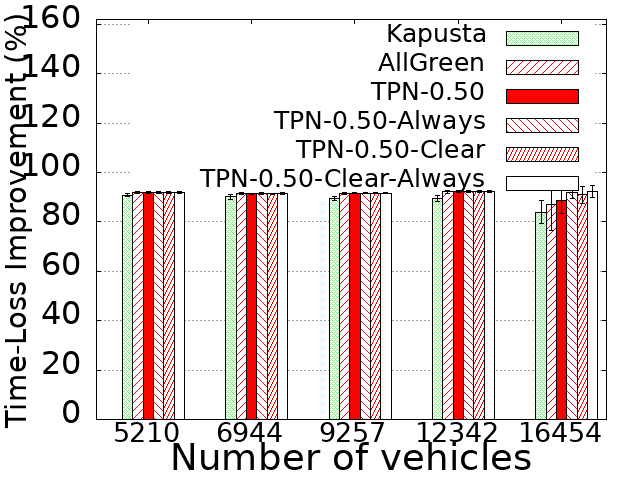 Time-Loss Improvement (%)
160
140
120
100
80
60
40
20
0
Kapusta
AllGreen
TPN-0.50
TPN-0.50-Always
TPN-0.50-Clear
TPN-0.50-Clear-Always
5210 6944 9257 12342 16454
Number of vehicles